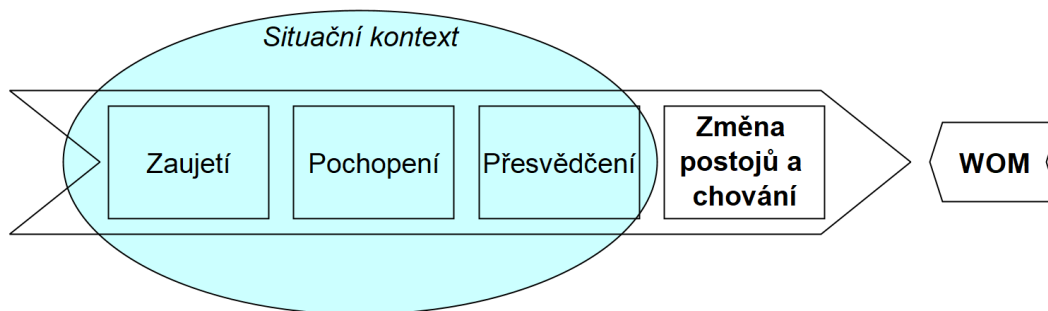 Situační kontext
Zaujetí
Pochopení
Přesvědčení
Změna
postojů a
chování
WOM